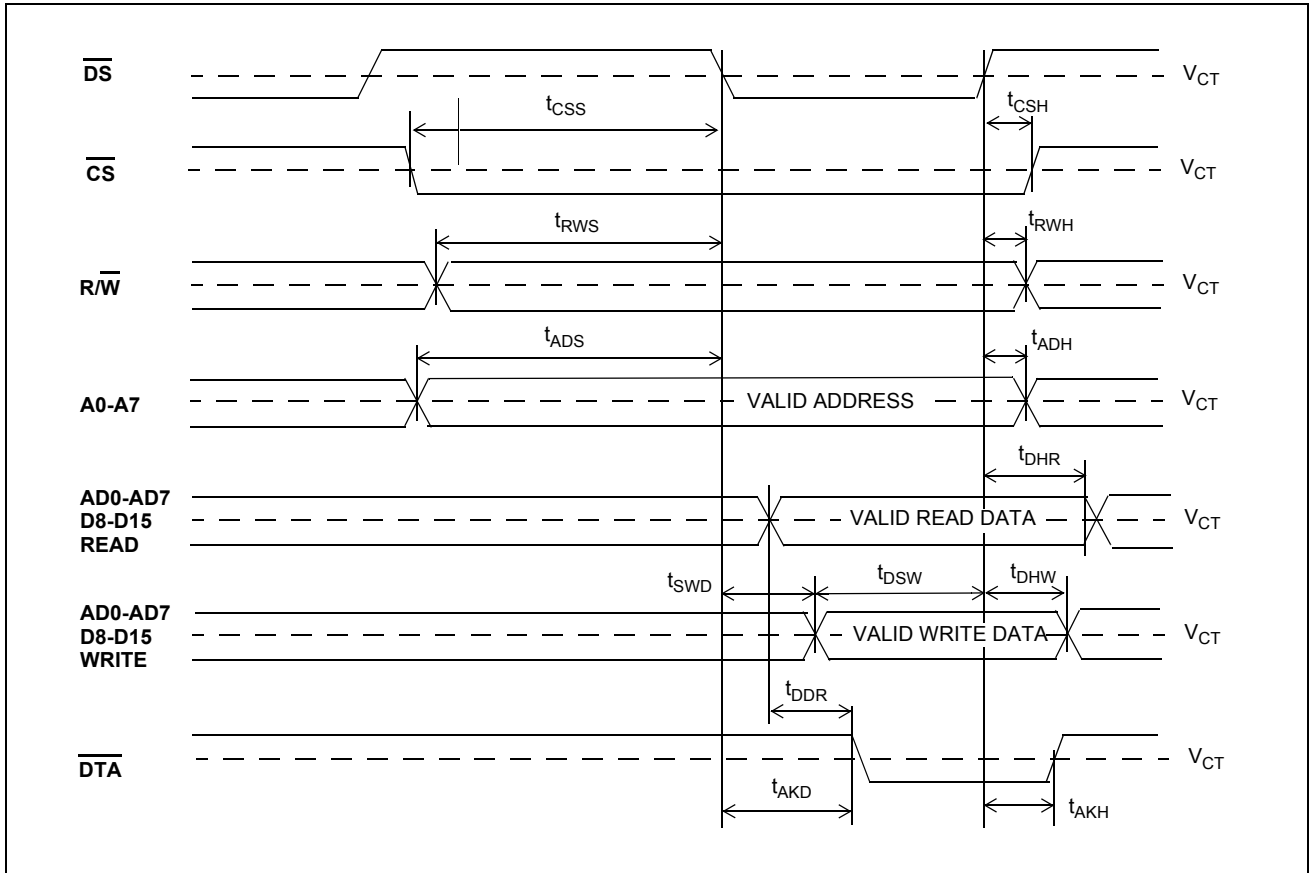 DS VCT
tCSS tCSH
CS VCT
tRWS tRWH
R/W VCT
tADS tADH
A0-A7 VALID ADDRESS VCT
tDHR
AD0-AD7
D8-D15 VALID READ DATA VCT
READ
tSWD tDSW tDHW
AD0-AD7
D8-D15 VALID WRITE DATA VCT
WRITE
tDDR
DTA VCT
tAKD tAKH